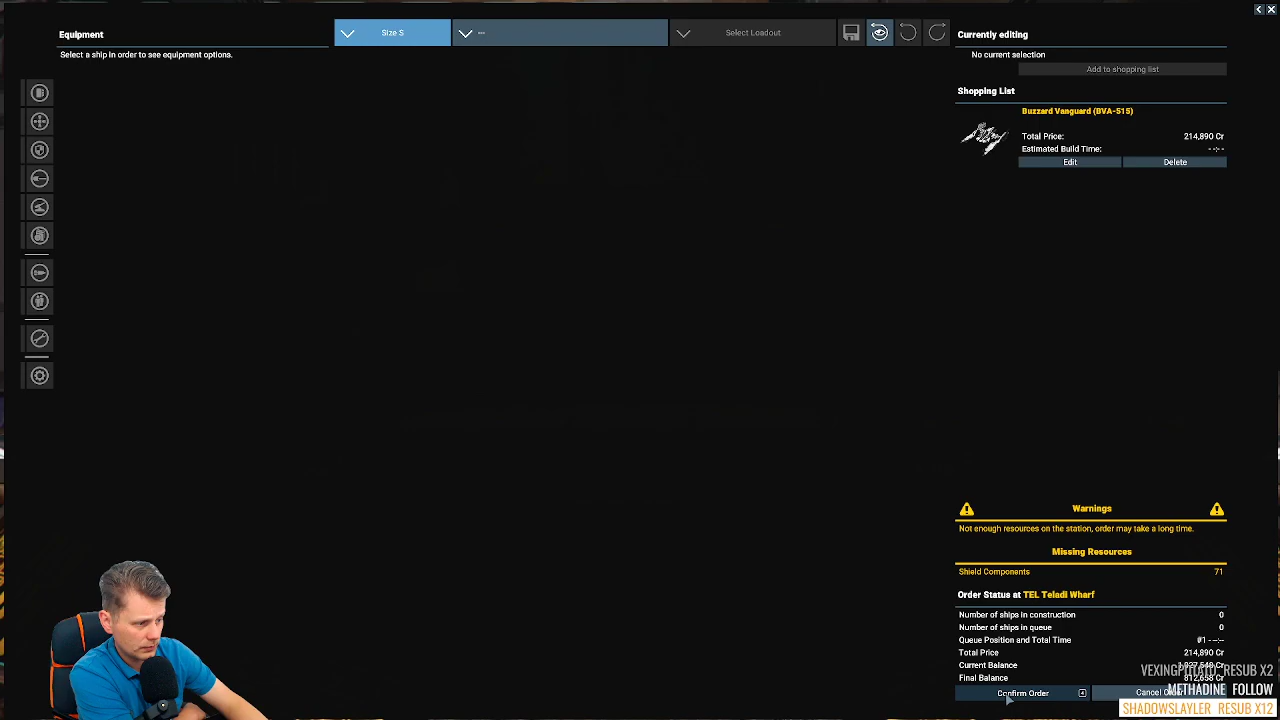 Equipment
Select a ship in order to see equipment options.
Size S
---
Select Loadout
Currently editing
No current selection
Add to shopping list
Shopping List
Buzzard Vanguard (BVA-515)
Total Price: 214,890 Cr
Estimated Build Time: --:--
Edit Delete
Warnings
Not enough resources on the station, order may take a long time.
Missing Resources
Shield Components 71
Order Status at TEL Teladi Wharf
Number of ships in construction 0
Number of ships in queue 0
Queue Position and Total Time #1 --:--
Total Price 214,890 Cr
Current Balance
Final Balance 812,658 Cr
Confirm Order Cancel
RESUB X2
METHADINE FOLLOW
SHADOWSLAYLER RESUB X12